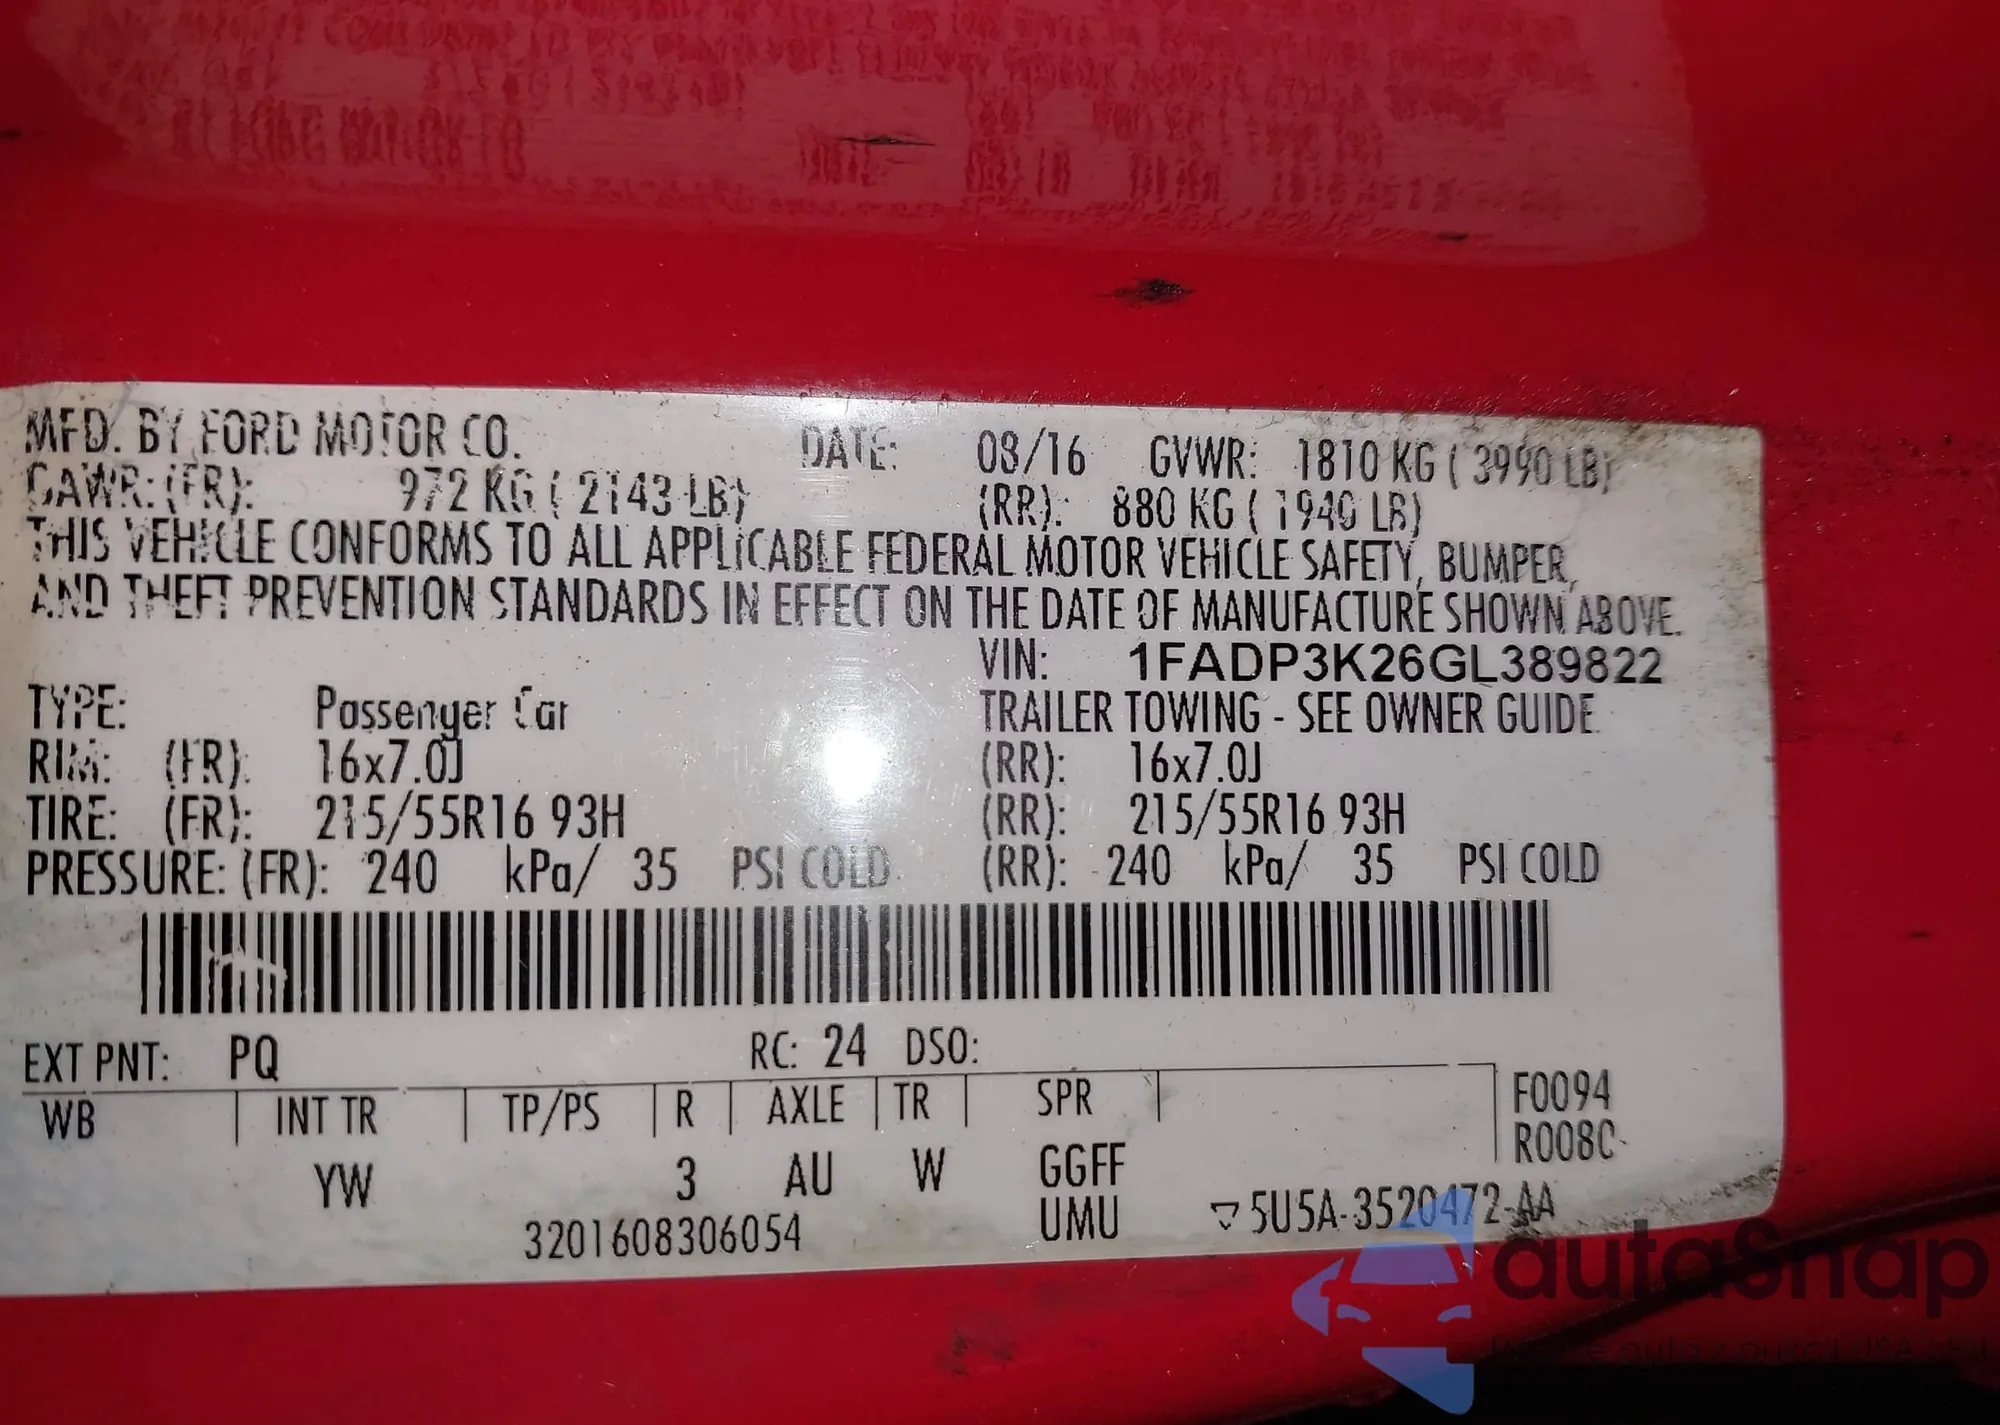 MFD. BY FORD MOTOR CO. DATE: 08/16 GVWR: 1810 KG ( 3990 LB)
GAWR: (FR): 972 KG ( 2143 LB) (RR): 880 KG ( 1940 LB)
THIS VEHICLE CONFORMS TO ALL APPLICABLE FEDERAL MOTOR VEHICLE SAFETY, BUMPER,
AND THEFT PREVENTION STANDARDS IN EFFECT ON THE DATE OF MANUFACTURE SHOWN ABOVE.
VIN: 1FADP3K26GL389822
TYPE: Passenger Car TRAILER TOWING - SEE OWNER GUIDE
RIM: (FR): 16x7.0J (RR): 16x7.0J
TIRE: (FR): 215/55R16 93H (RR): 215/55R16 93H
PRESSURE: (FR): 240 kPa/ 35 PSI COLD (RR): 240 kPa/ 35 PSI COLD
EXT PNT: PQ RC: 24 DSO:
WB INT TR TP/PS R AXLE TR SPR F0094
R008C
YW 3 AU W GGFF
3201608306054 UMU 5U5A-3520472-AA
autaSnap